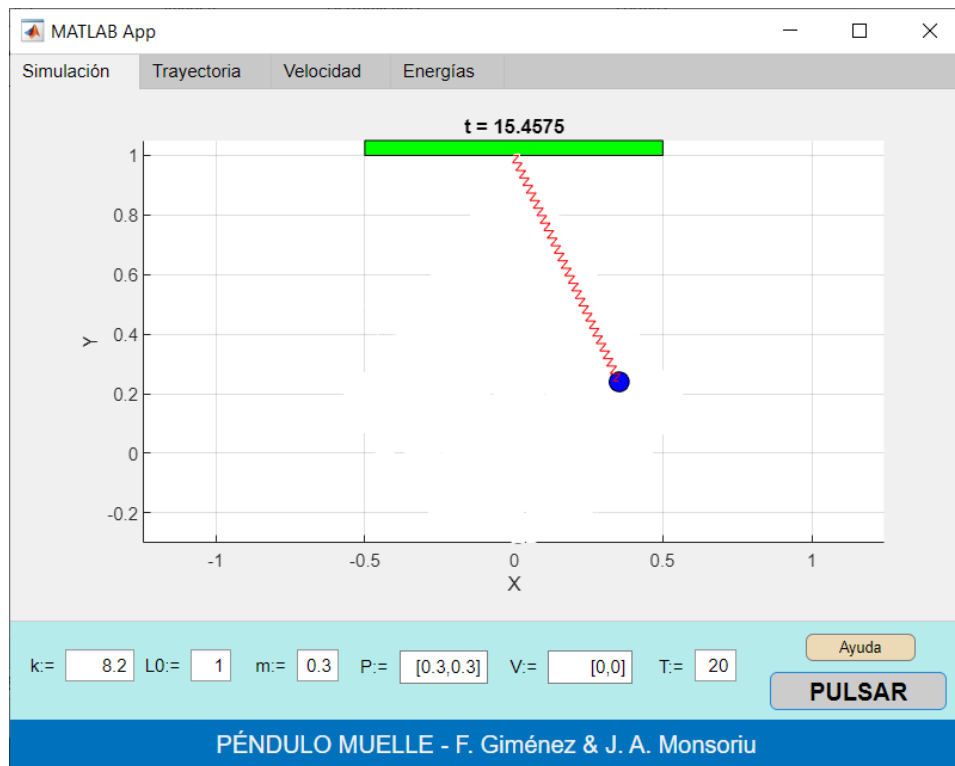 MATLAB App
Simulación Trayectoria Velocidad Energías
t = 15.4575
1
0.8
0.6
0.4
0.2
0
-0.2
Y
-1 -0.5 0 0.5 1
X
k:= 8.2 L0:= 1 m:= 0.3 P:= [0.3,0.3] V:= [0,0] T:= 20
Ayuda
PULSAR
PÉNDULO MUELLE - F. Giménez & J. A. Monsoriu